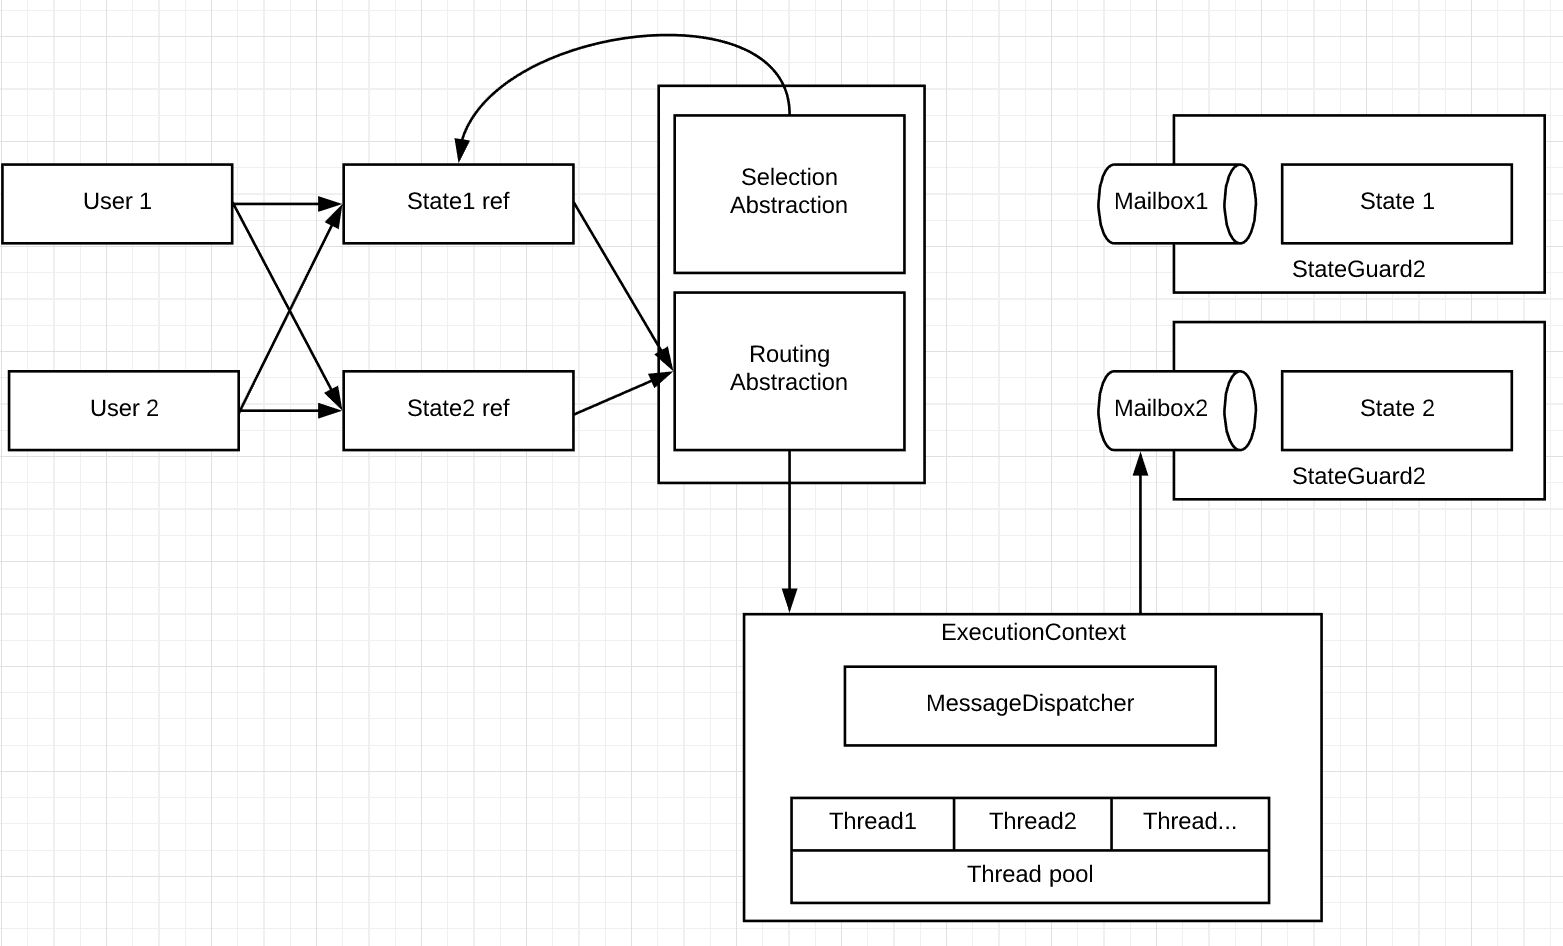 User 1
State1 ref
Selection
Abstraction
Mailbox1
State 1
StateGuard2
User 2
State2 ref
Routing
Abstraction
Mailbox2
State 2
StateGuard2
ExecutionContext
MessageDispatcher
Thread1
Thread2
Thread...
Thread pool